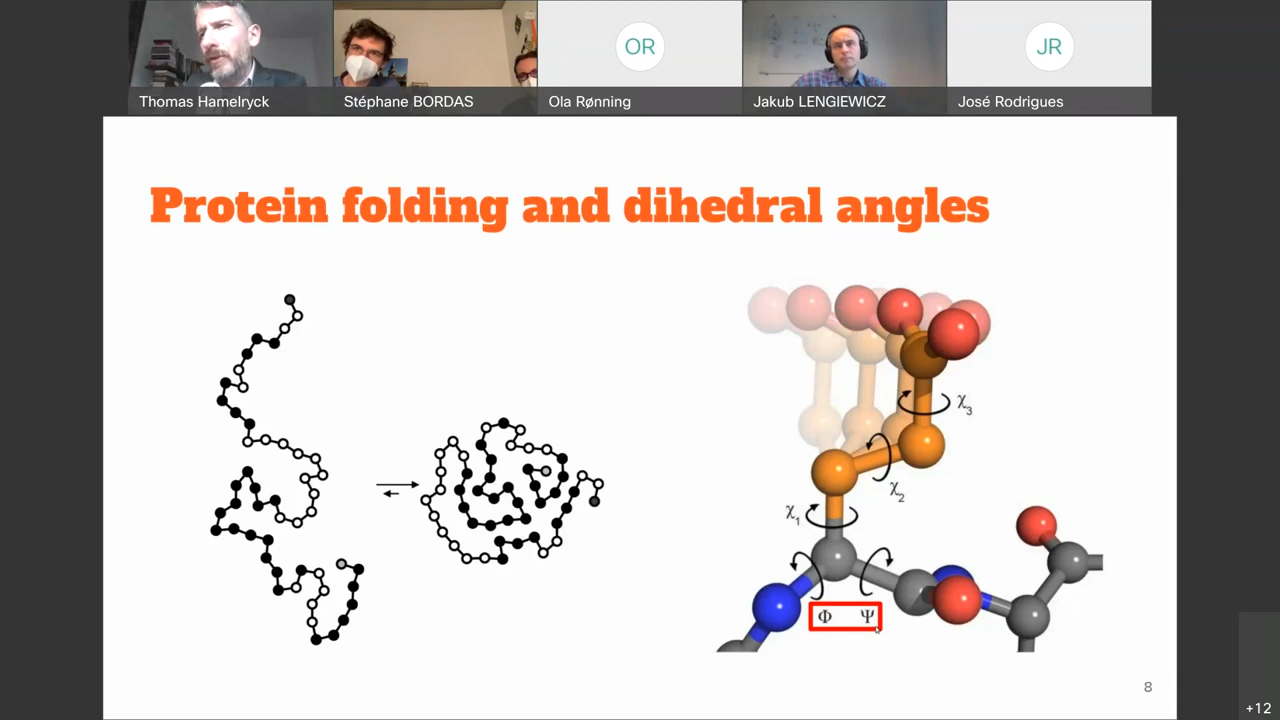 OR
JR
Thomas Hamelryck
Stéphane BORDAS
Ola Rønning
Jakub LENGIEWICZ
José Rodrigues
Protein folding and dihedral angles
χ3
χ2
χ1
Φ Ψ
8
+12